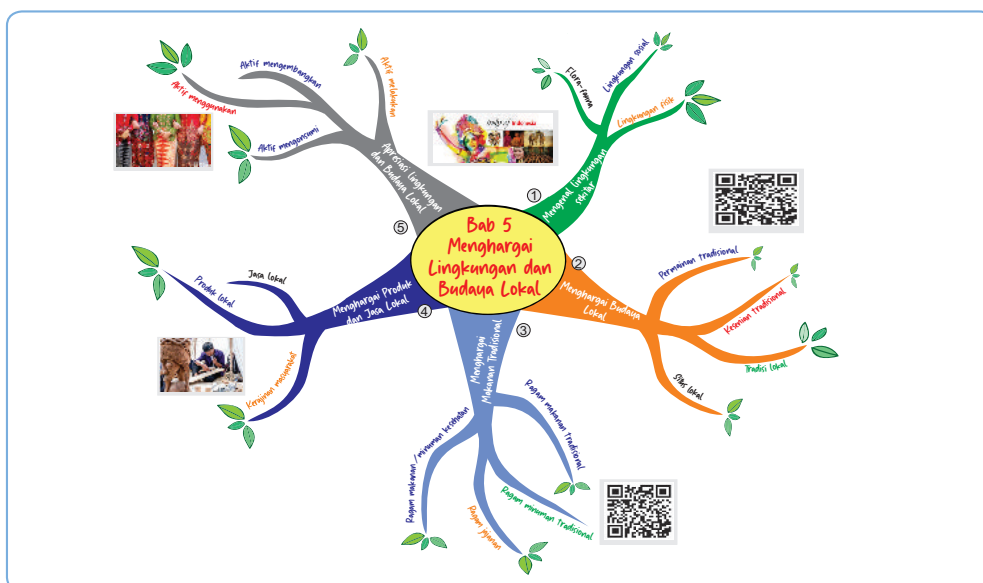 Bab 5
Menghargai
Lingkungan dan
Budaya Lokal
①
Mengenal lingkungan
sekitar
Flora-fauna
Lingkungan sosial
Lingkungan fisik
②
Menghargai Budaya
Lokal
Permainan tradisional
Kesenian tradisional
Tradisi lokal
Situs lokal
③
Menghargai
Makanan Tradisional
Ragam makanan tradisional
Ragam minuman tradisional
Ragam jajanan
Ragam makanan/minuman kesehatan
④
Menghargai Produk
dan Jasa Lokal
Jasa lokal
Produk lokal
Kerajinan masyarakat
⑤
Apresiasi Lingkungan
dan Budaya Lokal
Aktif
melakukan
Aktif mengembangkan
Aktif menggunakan
Aktif mengonsumi
Indonesia